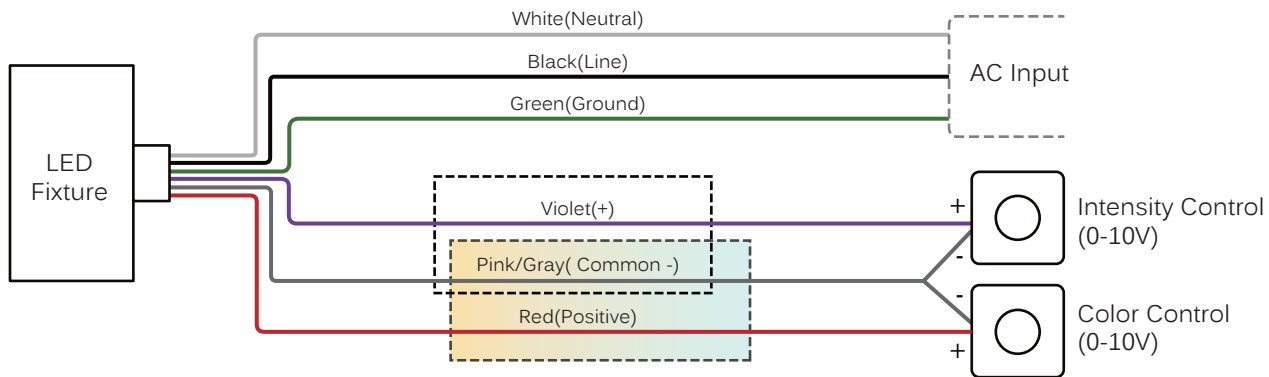 White(Neutral)
Black(Line)
AC Input
Green(Ground)
LED
Fixture
Violet(+)
+
Intensity Control
(0-10V)
-
Pink/Gray( Common -)
-
Red(Positive)
Color Control
(0-10V)
+